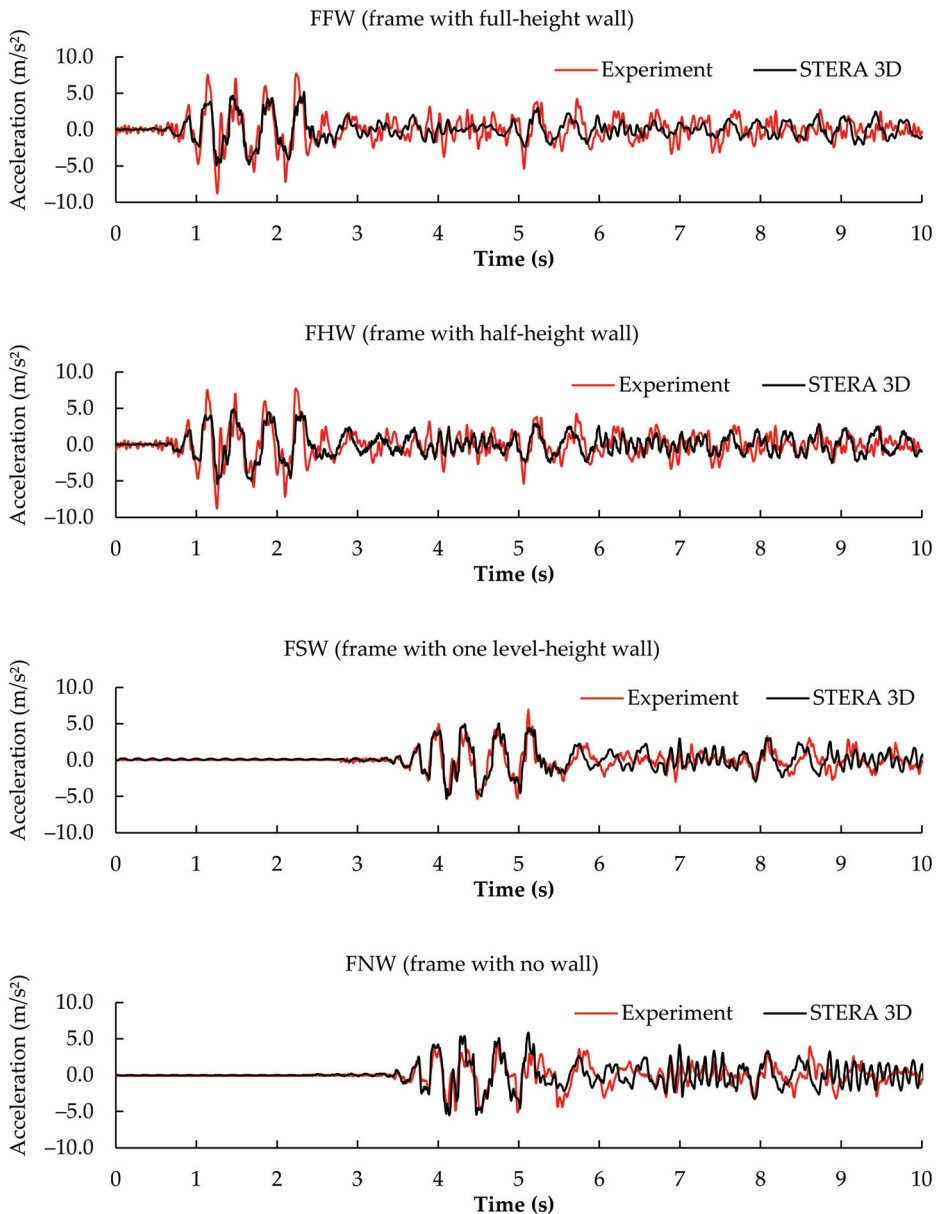 FFW (frame with full-height wall)
Acceleration (m/s²)
10.0
5.0
0.0
−5.0
−10.0
Experiment
STERA 3D
0 1 2 3 4 5 6 7 8 9 10
Time (s)
FHW (frame with half-height wall)
Acceleration (m/s²)
10.0
5.0
0.0
−5.0
−10.0
Experiment
STERA 3D
0 1 2 3 4 5 6 7 8 9 10
Time (s)
FSW (frame with one level-height wall)
Acceleration (m/s²)
10.0
5.0
0.0
−5.0
−10.0
Experiment
STERA 3D
0 1 2 3 4 5 6 7 8 9 10
Time (s)
FNW (frame with no wall)
Acceleration (m/s²)
10.0
5.0
0.0
−5.0
−10.0
Experiment
STERA 3D
0 1 2 3 4 5 6 7 8 9 10
Time (s)